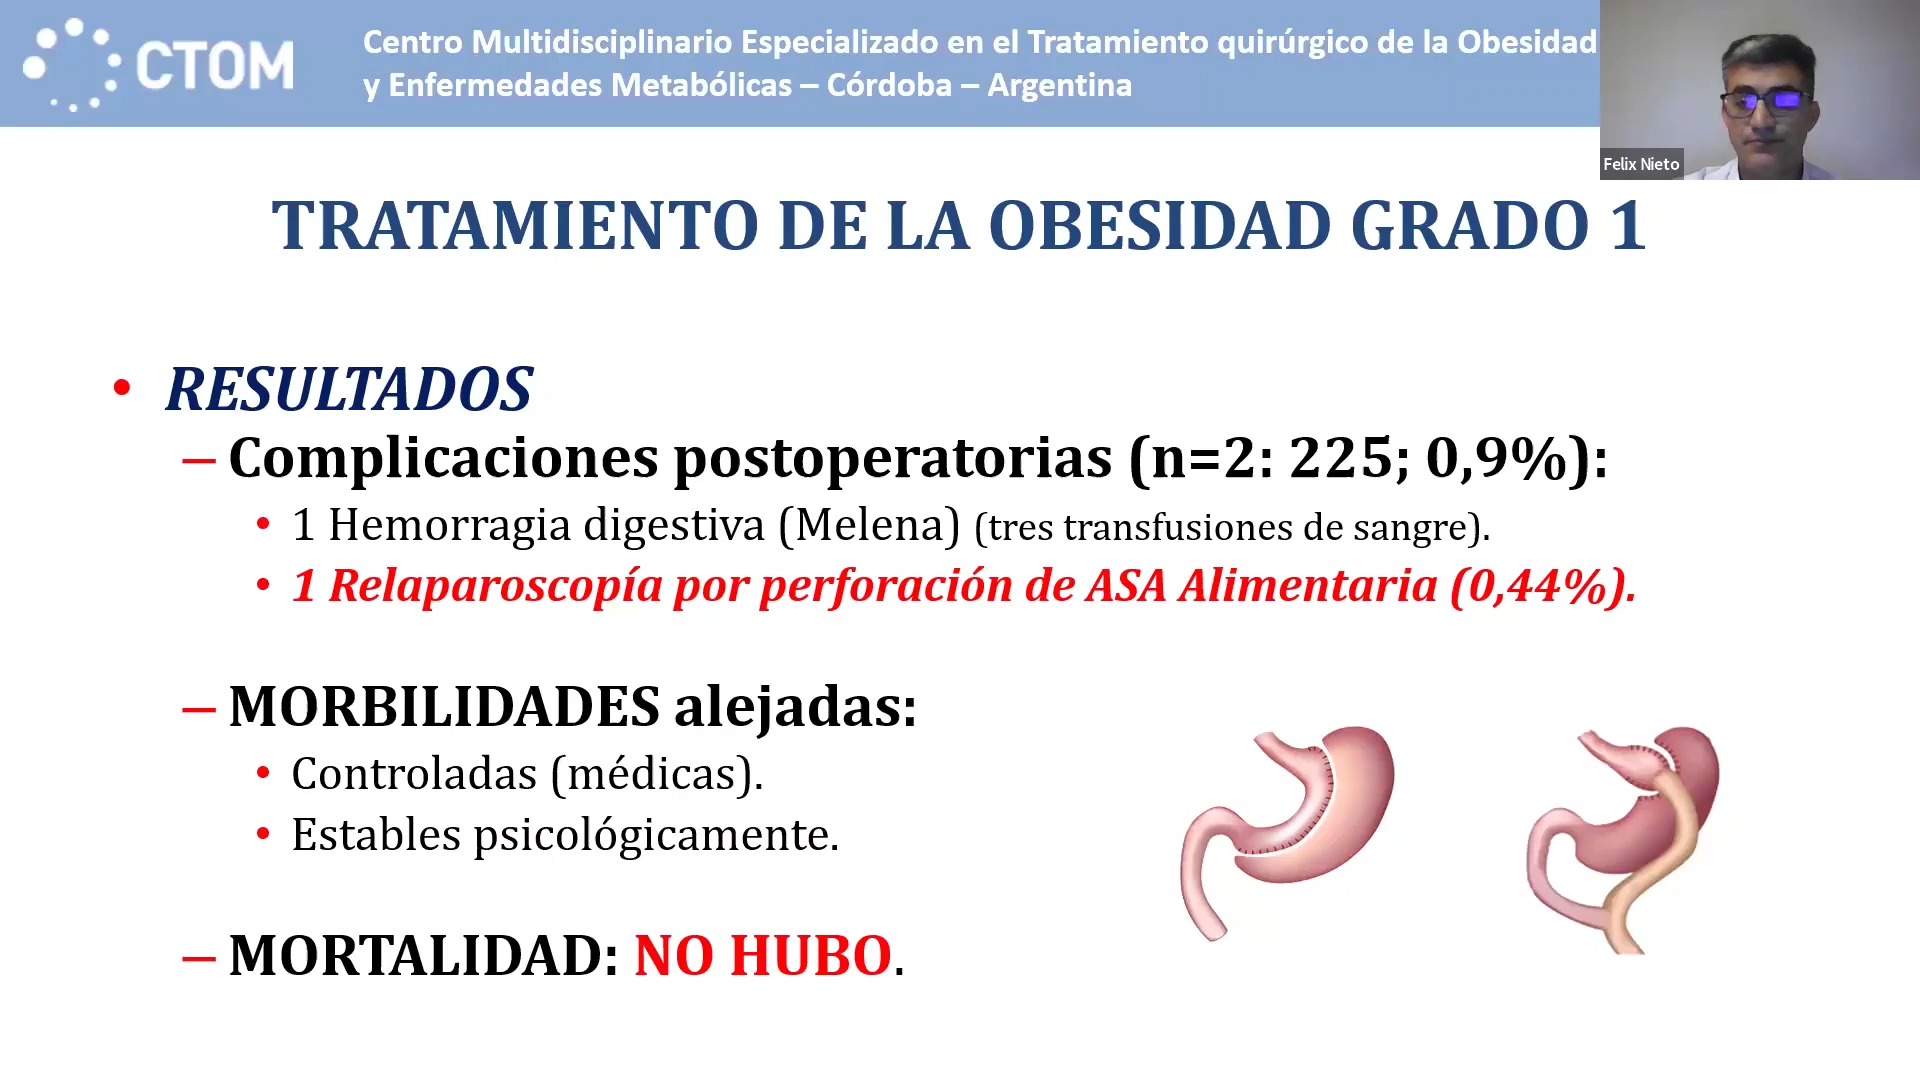 CTOM
Centro Multidisciplinario Especializado en el Tratamiento quirúrgico de la Obesidad
y Enfermedades Metabólicas – Córdoba – Argentina
Felix Nieto
TRATAMIENTO DE LA OBESIDAD GRADO 1
• RESULTADOS
– Complicaciones postoperatorias (n=2: 225; 0,9%):
• 1 Hemorragia digestiva (Melena) (tres transfusiones de sangre).
• 1 Relaparoscopía por perforación de ASA Alimentaria (0,44%).
– MORBILIDADES alejadas:
• Controladas (médicas).
• Estables psicológicamente.
– MORTALIDAD: NO HUBO.